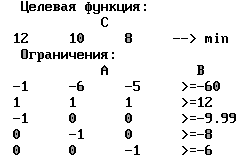 Целевая функция:
C
12 10 8 --> min
Ограничения:
A B
-1 -6 -5 >=-60
1 1 1 >=12
-1 0 0 >=-9.99
0 -1 0 >=-8
0 0 -1 >=-6